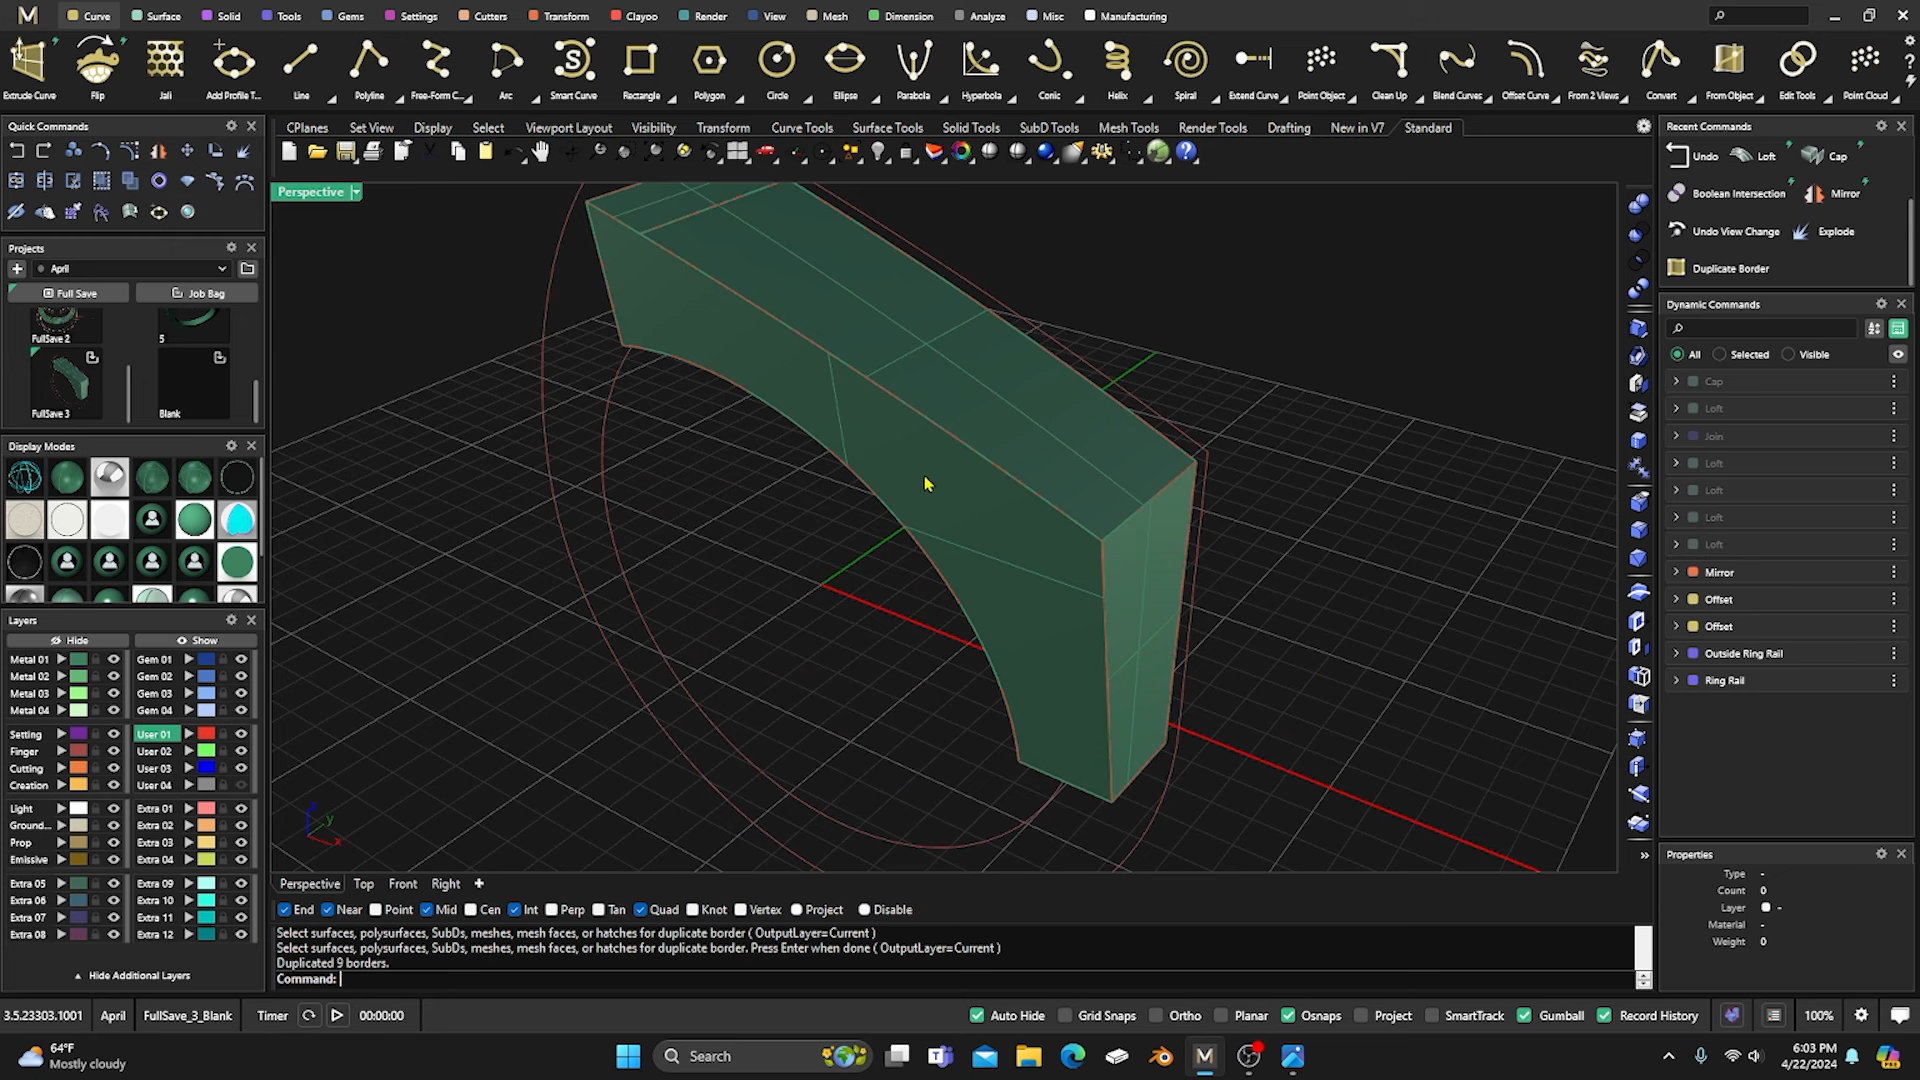 Curve Surface Solid Tools Gems Settings Cutters Transform Clayoo Render View Mesh Dimension Analyze Misc Manufacturing
Extrude Curve Flip Jali Add Profile T... Line Polyline Free-Form C... Arc Smart Curve Rectangle Polygon Circle Ellipse Parabola Hyperbola Conic Helix Spiral Extend Curve Point Object Clean Up Blend Curves Offset Curve From 2 Views Convert From Object Edit Tools Point Cloud
Quick Commands
CPlanes Set View Display Select Viewport Layout Visibility Transform Curve Tools Surface Tools Solid Tools SubD Tools Mesh Tools Render Tools Drafting New in V7 Standard
Perspective
Projects
April
Full Save Job Bag
FullSave 2 5
FullSave 3 Blank
Display Modes
Layers
Hide Show
Metal 01 Gem 01
Metal 02 Gem 02
Metal 03 Gem 03
Metal 04 Gem 04
Setting User 01
Finger User 02
Cutting User 03
Creation User 04
Light Extra 01
Ground... Extra 02
Prop Extra 03
Emissive Extra 04
Extra 05 Extra 09
Extra 06 Extra 10
Extra 07 Extra 11
Extra 08 Extra 12
Hide Additional Layers
z
y
x
Perspective Top Front Right
End Near Point Mid Cen Int Perp Tan Quad Knot Vertex Project Disable
Select surfaces, polysurfaces, SubDs, meshes, mesh faces, or hatches for duplicate border ( OutputLayer=Current )
Select surfaces, polysurfaces, SubDs, meshes, mesh faces, or hatches for duplicate border. Press Enter when done ( OutputLayer=Current )
Duplicated 9 borders.
Command:
Recent Commands
Undo Loft Cap
Boolean Intersection Mirror
Undo View Change Explode
Duplicate Border
Dynamic Commands
All Selected Visible
Cap
Loft
Join
Loft
Loft
Loft
Loft
Mirror
Offset
Offset
Outside Ring Rail
Ring Rail
Properties
Type -
Count 0
Layer -
Material -
Weight 0
3.5.23303.1001 April FullSave_3_Blank Timer 00:00:00 Auto Hide Grid Snaps Ortho Planar Osnaps Project SmartTrack Gumball Record History 100%
64°F
Mostly cloudy
Search
6:03 PM
4/22/2024